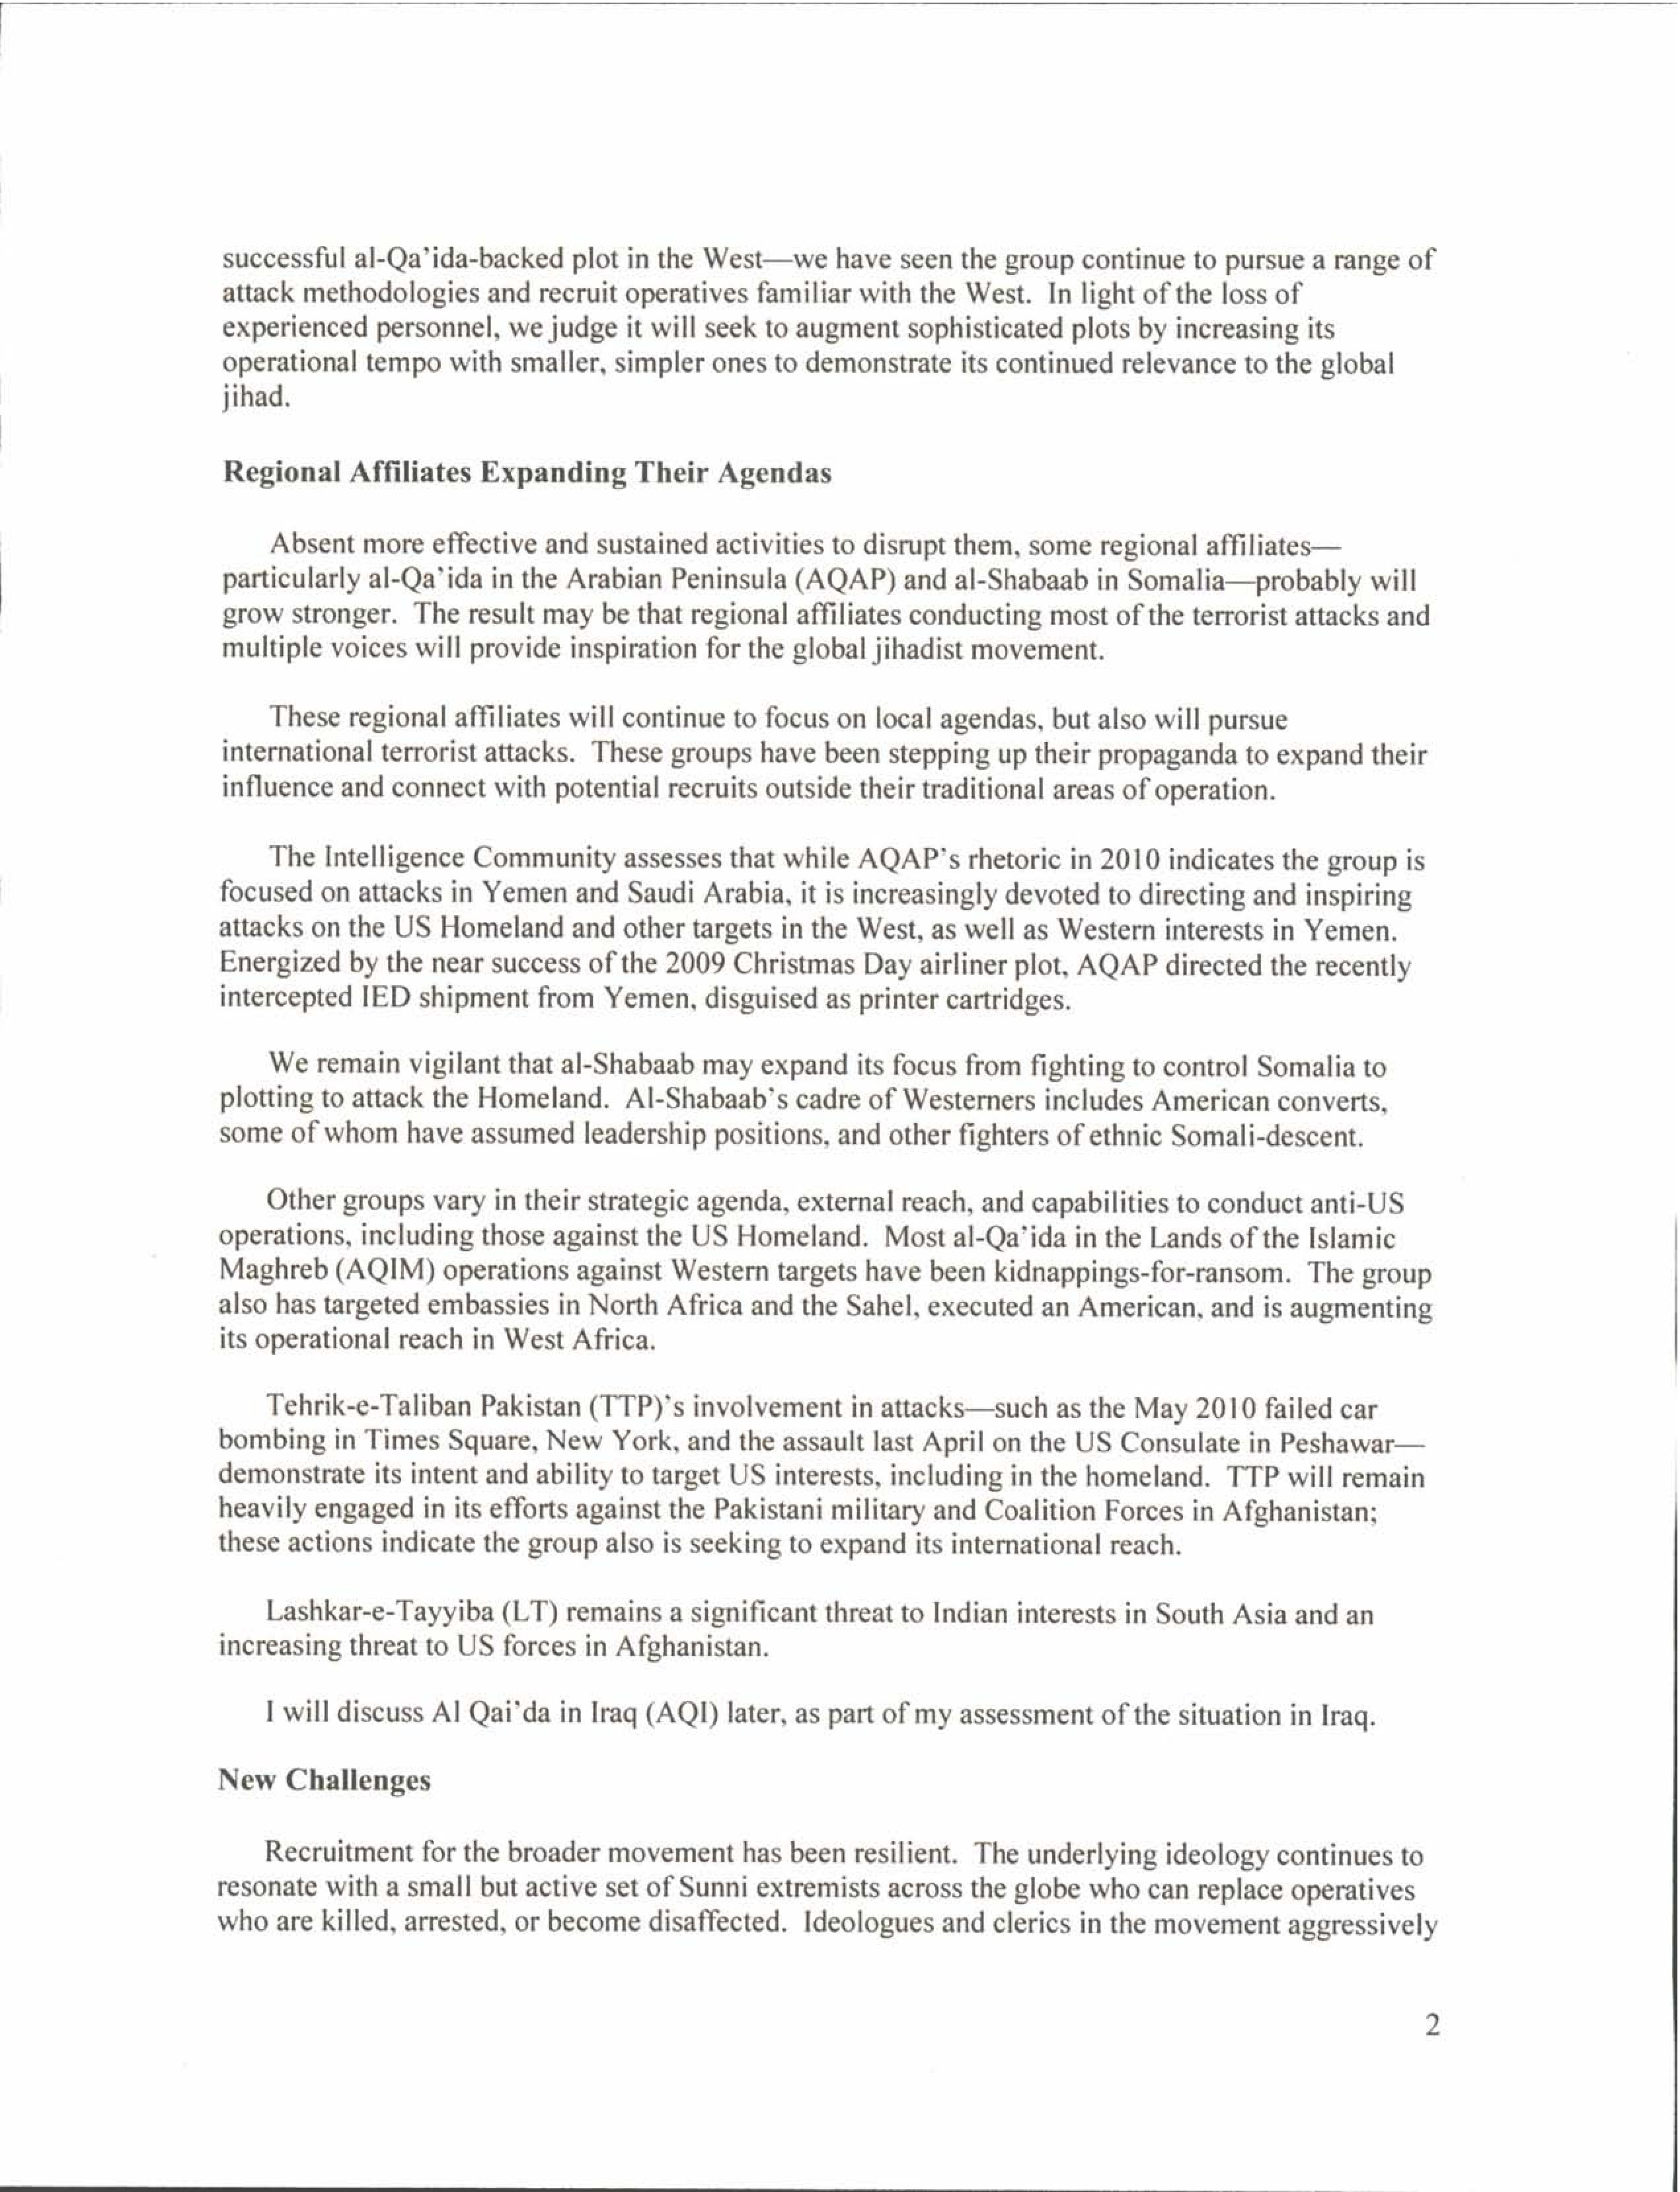 successful al-Qa’ida-backed plot in the West—we have seen the group continue to pursue a range of
attack methodologies and recruit operatives familiar with the West. In light of the loss of
experienced personnel, we judge it will seek to augment sophisticated plots by increasing its
operational tempo with smaller, simpler ones to demonstrate its continued relevance to the global
jihad.
Regional Affiliates Expanding Their Agendas
Absent more effective and sustained activities to disrupt them, some regional affiliates—
particularly al-Qa’ida in the Arabian Peninsula (AQAP) and al-Shabaab in Somalia—probably will
grow stronger. The result may be that regional affiliates conducting most of the terrorist attacks and
multiple voices will provide inspiration for the global jihadist movement.
These regional affiliates will continue to focus on local agendas, but also will pursue
international terrorist attacks. These groups have been stepping up their propaganda to expand their
influence and connect with potential recruits outside their traditional areas of operation.
The Intelligence Community assesses that while AQAP’s rhetoric in 2010 indicates the group is
focused on attacks in Yemen and Saudi Arabia, it is increasingly devoted to directing and inspiring
attacks on the US Homeland and other targets in the West, as well as Western interests in Yemen.
Energized by the near success of the 2009 Christmas Day airliner plot, AQAP directed the recently
intercepted IED shipment from Yemen, disguised as printer cartridges.
We remain vigilant that al-Shabaab may expand its focus from fighting to control Somalia to
plotting to attack the Homeland. Al-Shabaab’s cadre of Westerners includes American converts,
some of whom have assumed leadership positions, and other fighters of ethnic Somali-descent.
Other groups vary in their strategic agenda, external reach, and capabilities to conduct anti-US
operations, including those against the US Homeland. Most al-Qa’ida in the Lands of the Islamic
Maghreb (AQIM) operations against Western targets have been kidnappings-for-ransom. The group
also has targeted embassies in North Africa and the Sahel, executed an American, and is augmenting
its operational reach in West Africa.
Tehrik-e-Taliban Pakistan (TTP)’s involvement in attacks—such as the May 2010 failed car
bombing in Times Square, New York, and the assault last April on the US Consulate in Peshawar—
demonstrate its intent and ability to target US interests, including in the homeland. TTP will remain
heavily engaged in its efforts against the Pakistani military and Coalition Forces in Afghanistan;
these actions indicate the group also is seeking to expand its international reach.
Lashkar-e-Tayyiba (LT) remains a significant threat to Indian interests in South Asia and an
increasing threat to US forces in Afghanistan.
I will discuss Al Qai’da in Iraq (AQI) later, as part of my assessment of the situation in Iraq.
New Challenges
Recruitment for the broader movement has been resilient. The underlying ideology continues to
resonate with a small but active set of Sunni extremists across the globe who can replace operatives
who are killed, arrested, or become disaffected. Ideologues and clerics in the movement aggressively
2